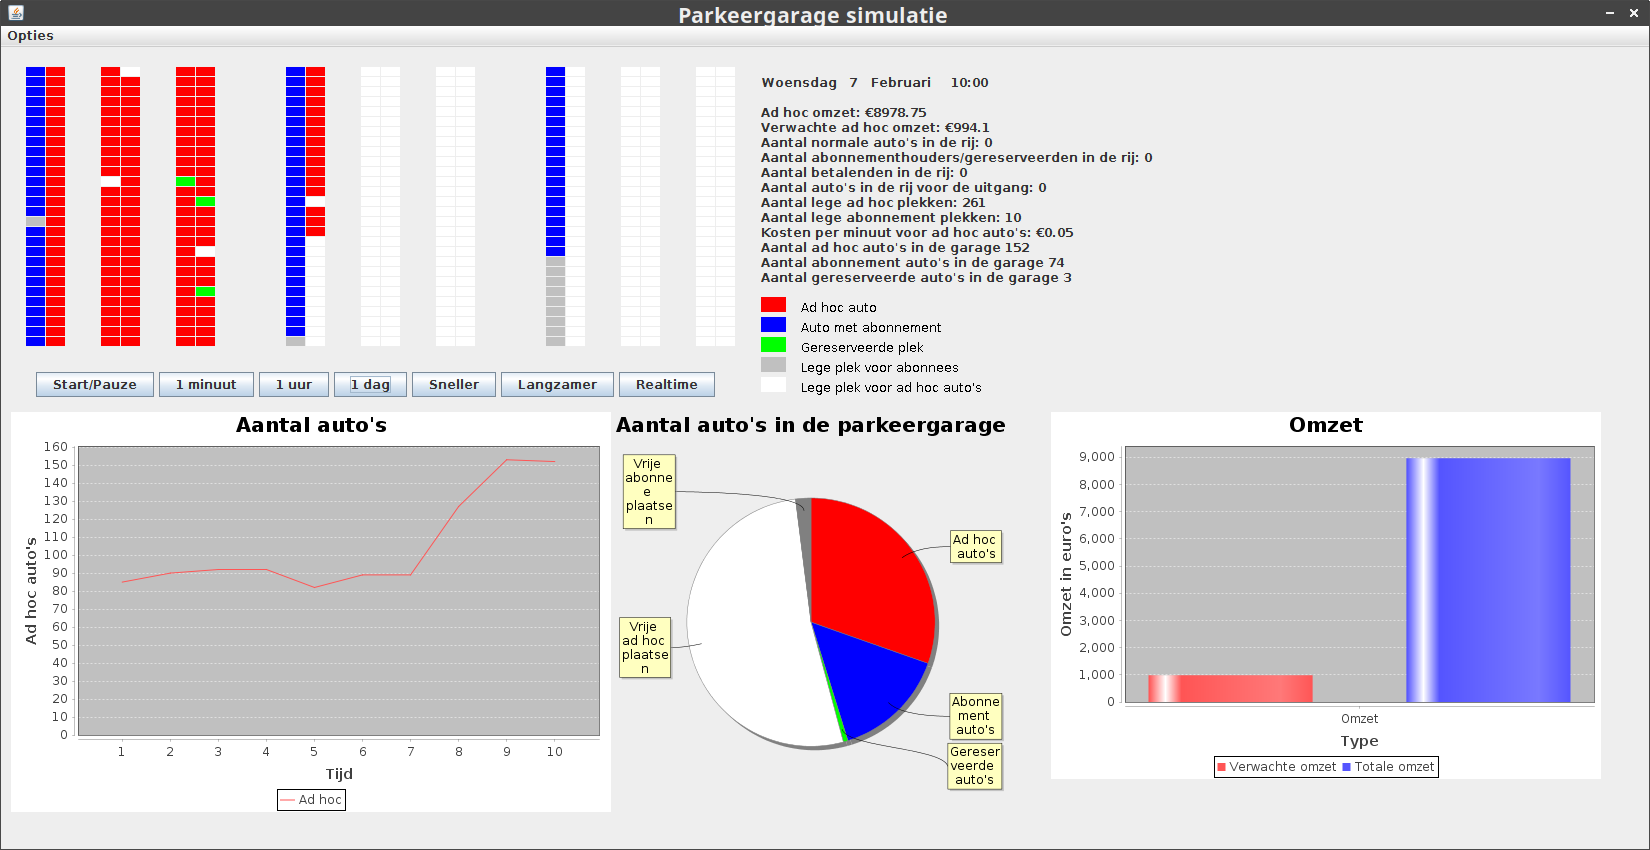 Parkeergarage simulatie
Opties
Woensdag 7 Februari 10:00
Ad hoc omzet: €8978.75
Verwachte ad hoc omzet: €994.1
Aantal normale auto's in de rij: 0
Aantal abonnementhouders/gereserveerden in de rij: 0
Aantal betalenden in de rij: 0
Aantal auto's in de rij voor de uitgang: 0
Aantal lege ad hoc plekken: 261
Aantal lege abonnement plekken: 10
Kosten per minuut voor ad hoc auto's: €0.05
Aantal ad hoc auto's in de garage 152
Aantal abonnement auto's in de garage 74
Aantal gereserveerde auto's in de garage 3
Ad hoc auto
Auto met abonnement
Gereserveerde plek
Lege plek voor abonnees
Lege plek voor ad hoc auto's
Start/Pauze 1 minuut 1 uur 1 dag Sneller Langzamer Realtime
Aantal auto's
160
150
140
130
120
110
100
90
80
70
60
50
40
30
20
10
0
Ad hoc auto's
1 2 3 4 5 6 7 8 9 10
Tijd
Ad hoc
Aantal auto's in de parkeergarage
Vrije
abonne
e
plaatse
n
Ad hoc
auto's
Vrije
ad hoc
plaatse
n
Abonne
ment
auto's
Gereser
veerde
auto's
Omzet
9,000
8,000
7,000
6,000
5,000
4,000
3,000
2,000
1,000
0
Omzet in euro's
Omzet
Type
Verwachte omzet Totale omzet